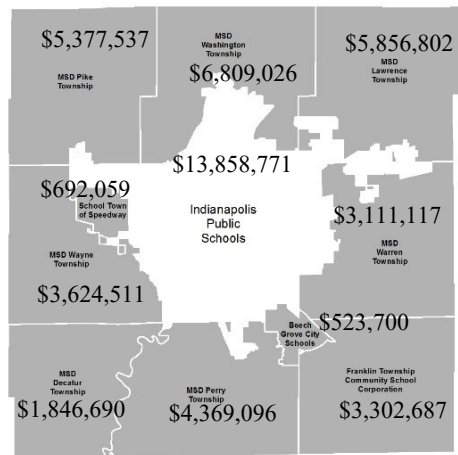 $5,377,537
MSD Pike
Township
MSD
Washington
Township
$6,809,026
$5,856,802
MSD
Lawrence
Township
$13,858,771
Indianapolis
Public
Schools
$692,059
School Town
of Speedway
MSD Wayne
Township
$3,624,511
$3,111,117
MSD
Warren
Township
Beech
Grove City
Schools
$523,700
MSD
Decatur
Township
$1,846,690
MSD Perry
Township
$4,369,096
Franklin Township
Community School
Corporation
$3,302,687